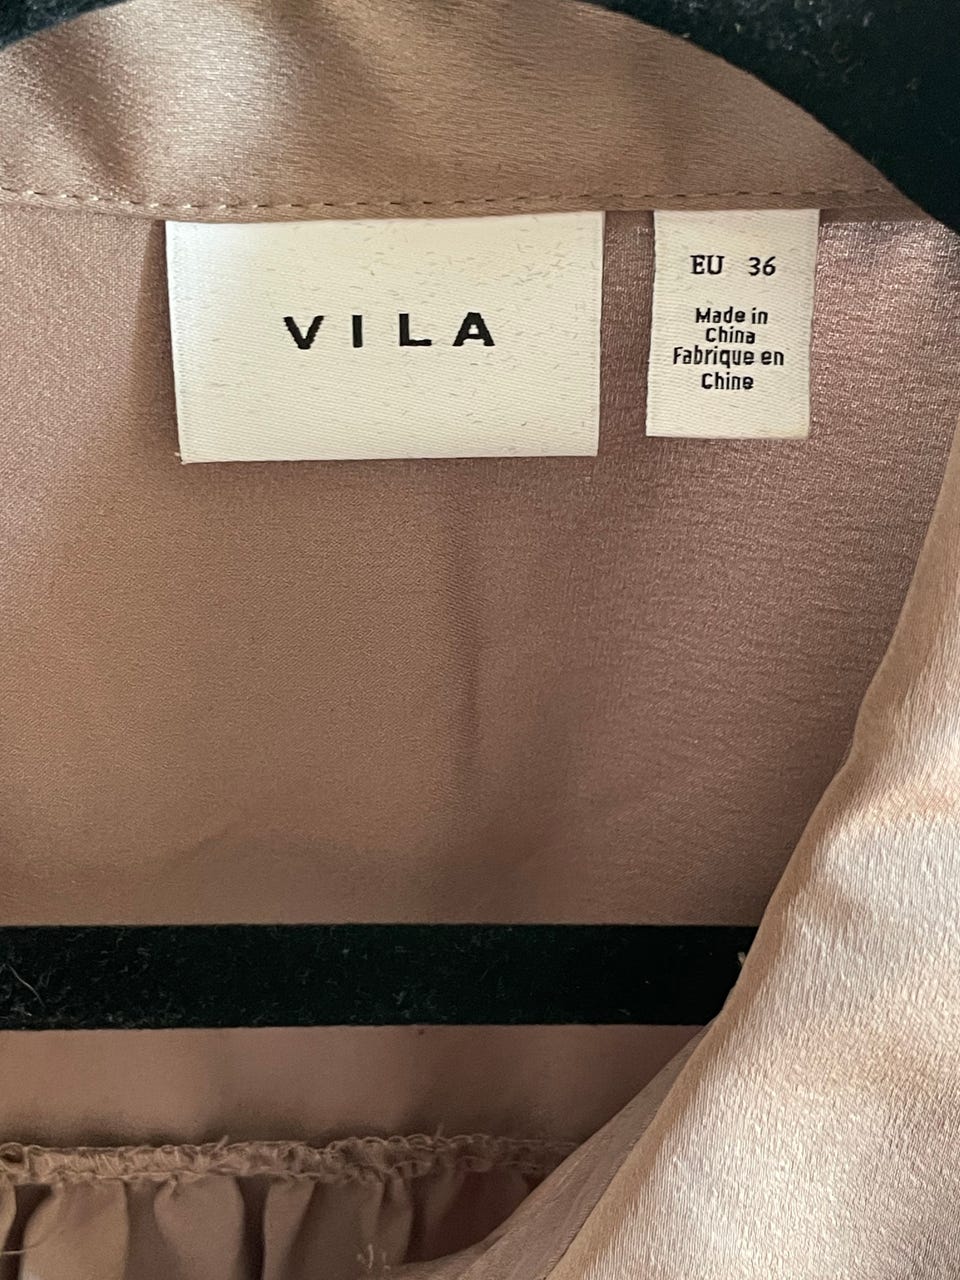 VILA
EU 36
Made in
China
Fabrique en
Chine